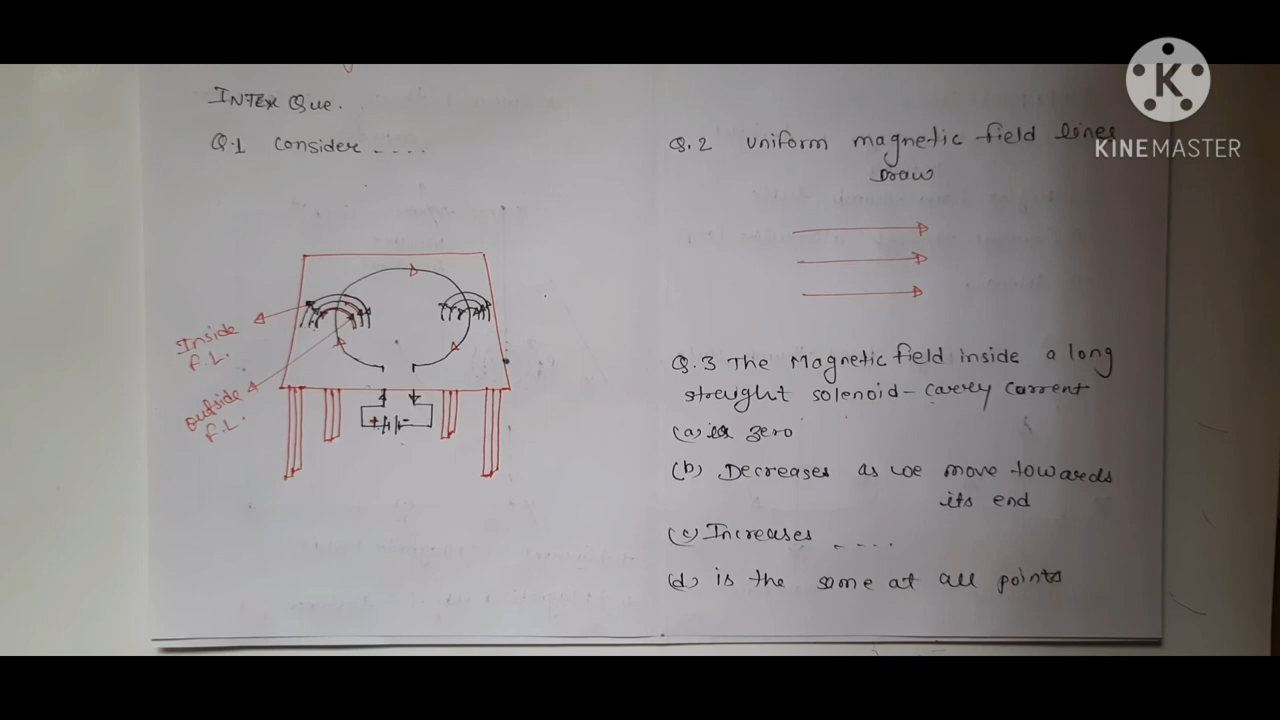 INTEX Que.
Q.1 Consider ....
Inside
F.L.
outside
F.L.
+ -
Q.2 uniform magnetic field lines
Draw
Q.3 The Magnetic field inside a long
streight solenoid - carry current
(a) is zero
(b) Decreases as we move towards
its end
(c) Increases ....
(d) is the same at all points
K
KINEMASTER